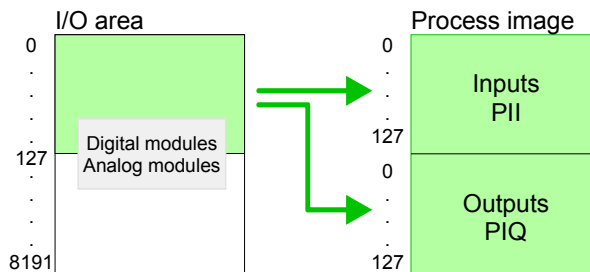 I/O area
0
.
.
.
.
127
.
.
.
.
8191
Digital modules
Analog modules
Process image
0
.
.
.
127
0
.
.
.
127
Inputs
PII
Outputs
PIQ